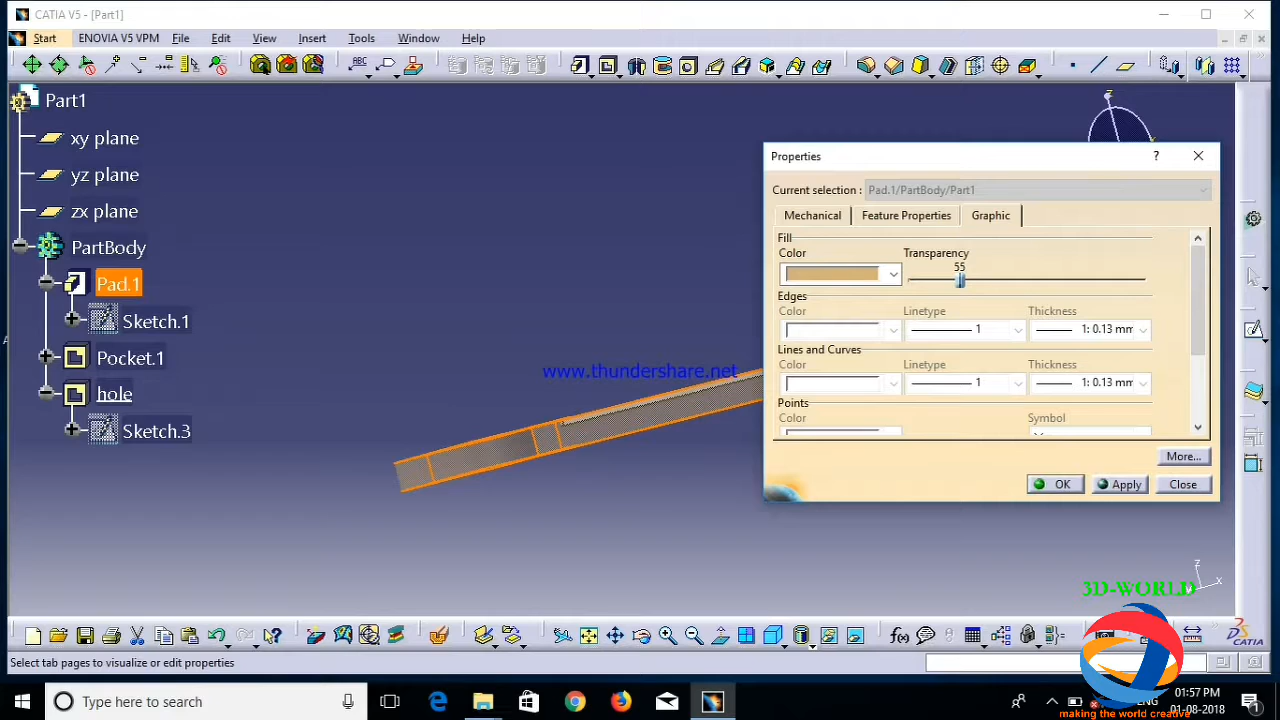 CATIA V5 - [Part1]
Start ENOVIA V5 VPM File Edit View Insert Tools Window Help
ABC
Part1
xy plane
yz plane
zx plane
PartBody
Pad.1
Sketch.1
Pocket.1
hole
Sketch.3
www.thundershare.net
Properties ?
Current selection : Pad.1/PartBody/Part1
Mechanical Feature Properties Graphic
Fill
Color Transparency
55
Edges
Color Linetype Thickness
1 1: 0.13 mm
Lines and Curves
Color Linetype Thickness
1 1: 0.13 mm
Points
Color Symbol
More...
OK Apply Close
z
x
3D-WORLD
f(x)
CATIA
Select tab pages to visualize or edit properties
Type here to search
ENG
01:57 PM
01-08-2018
1
making the world creative